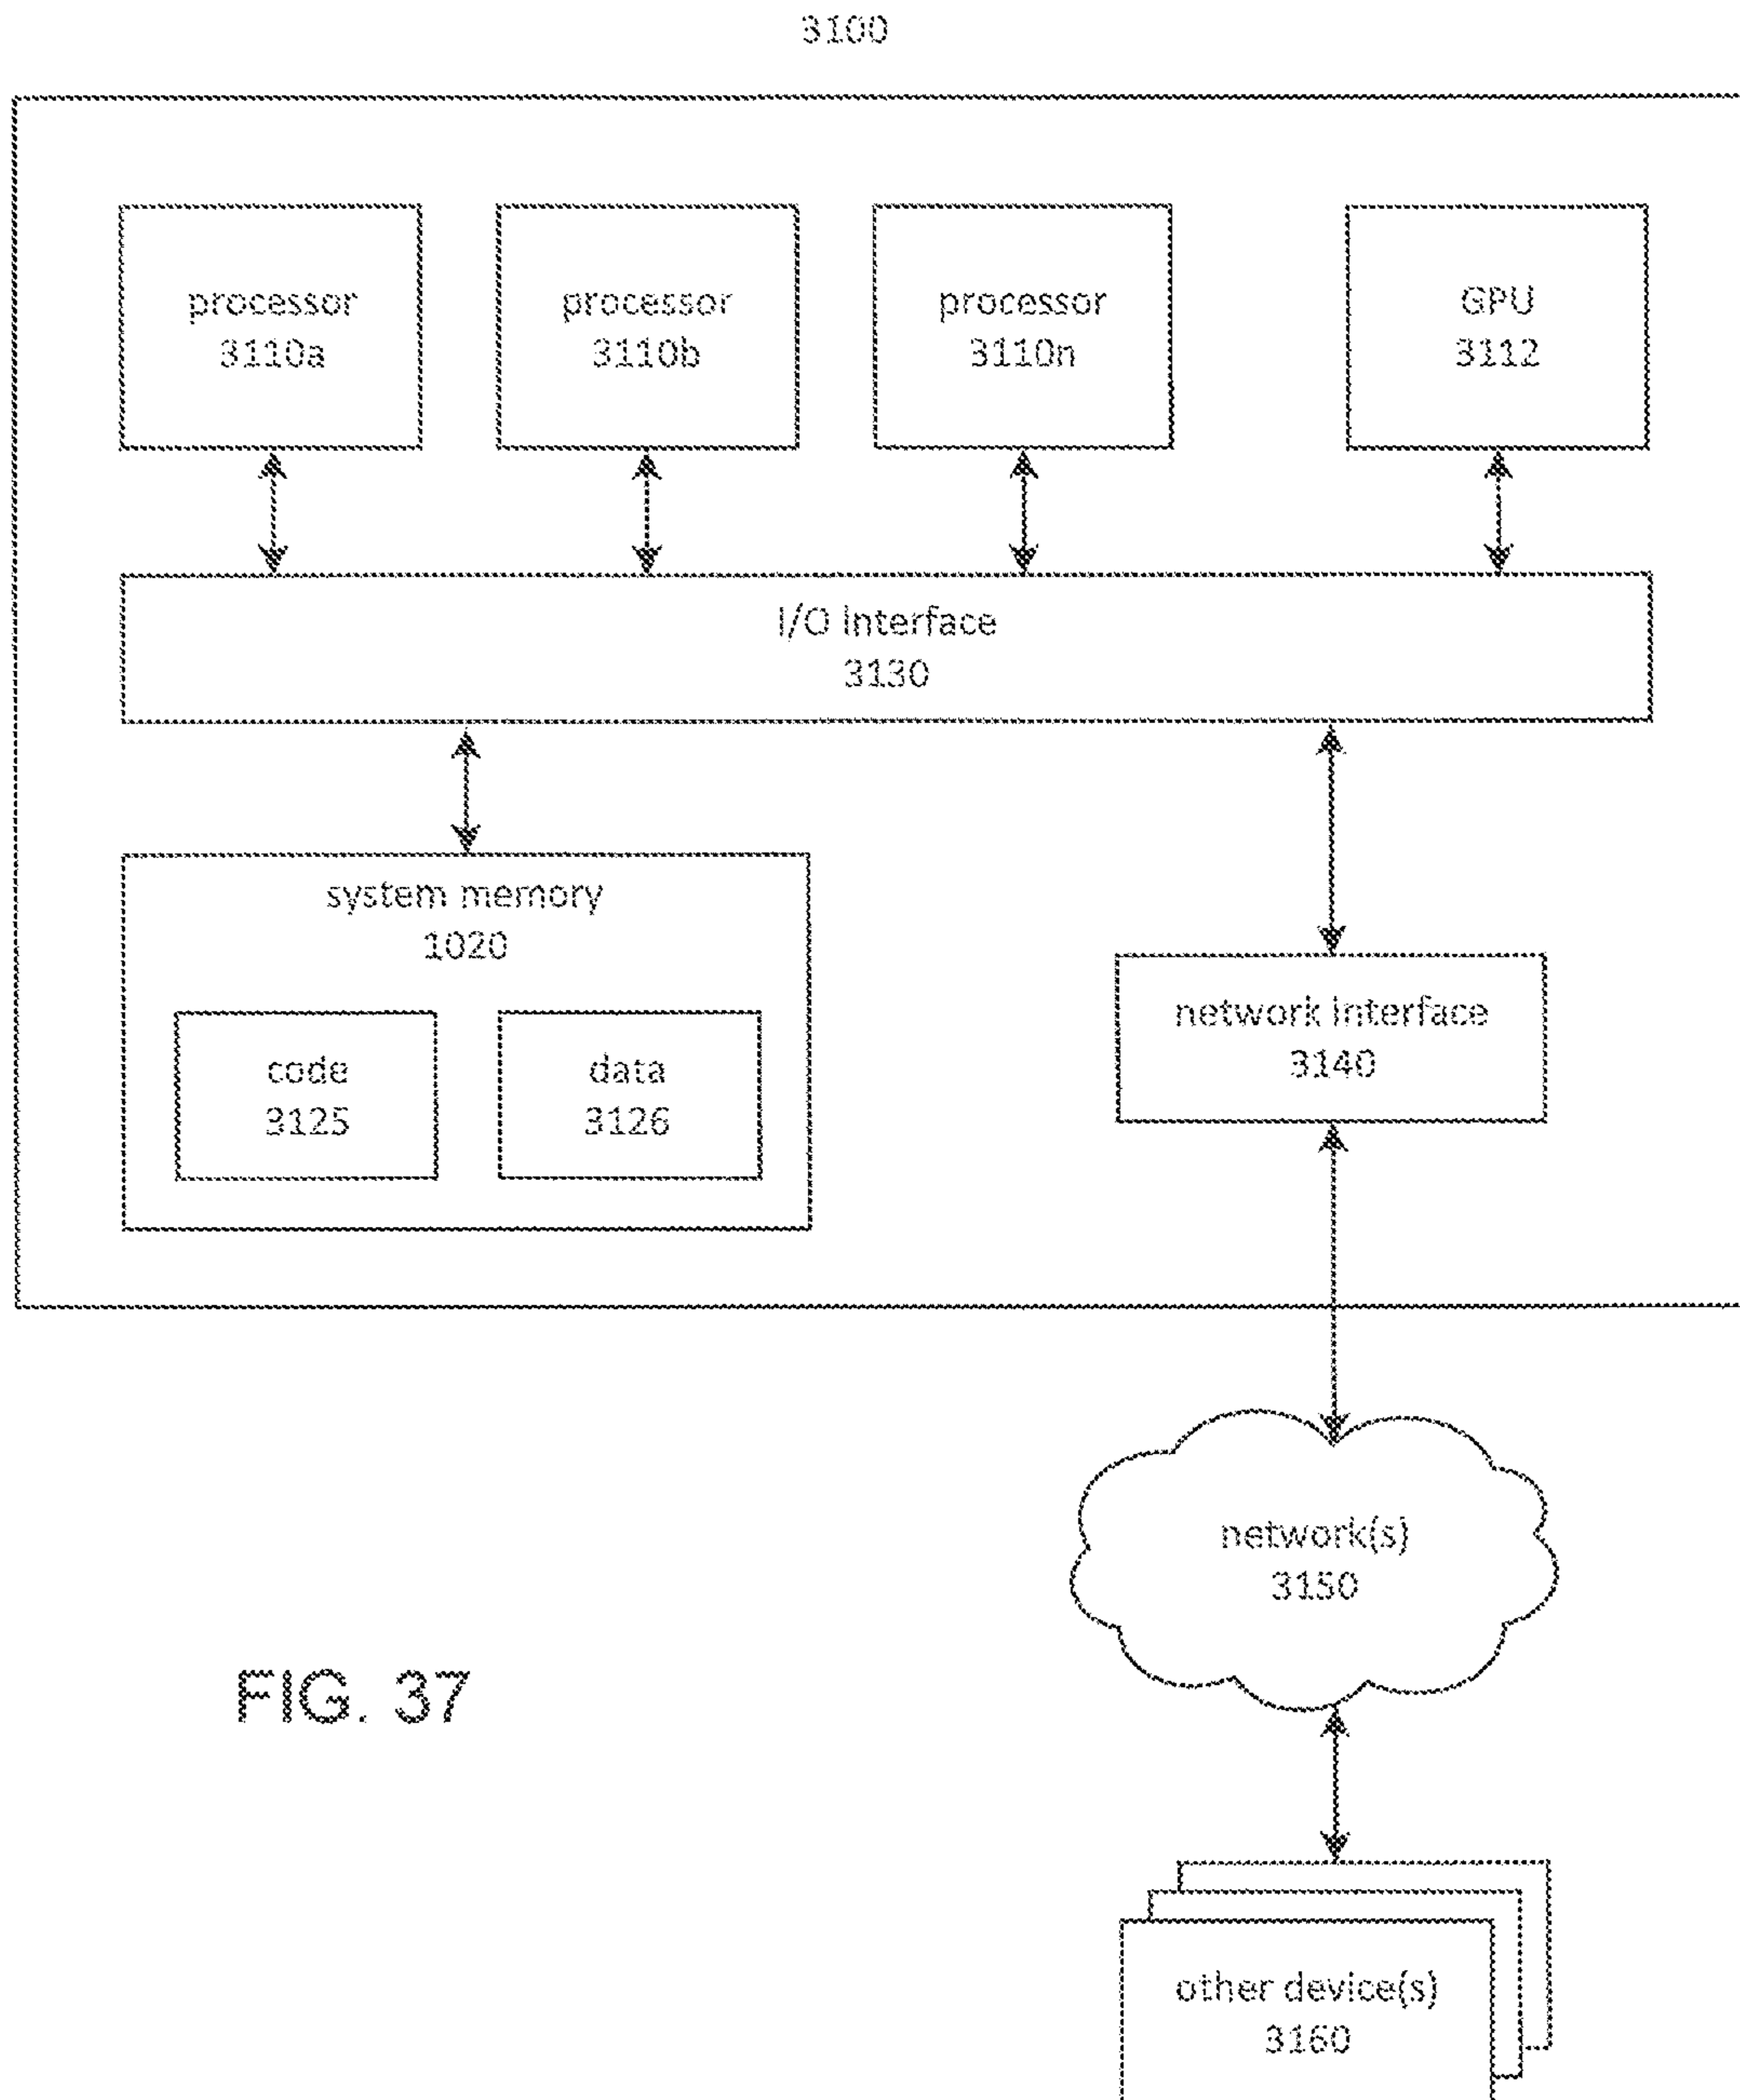 3100
processor
3110a
processor
3110b
processor
3110n
GPU
3112
I/O interface
3130
system memory
1020
code
3125
data
3126
network interface
3140
network(s)
3150
FIG. 37
other device(s)
3160